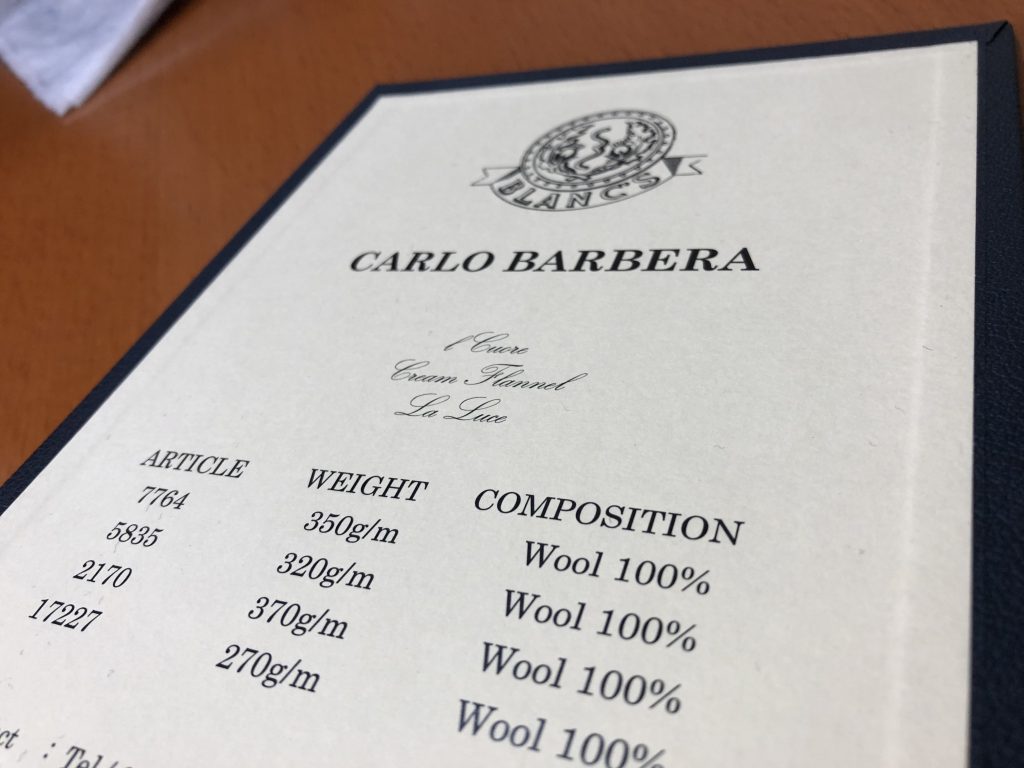 BLANC'S
CARLO BARBERA
l'Cuore
Cream Flannel
La Luce
ARTICLE WEIGHT COMPOSITION
7764 350g/m Wool 100%
5835 320g/m Wool 100%
2170 370g/m Wool 100%
17227 270g/m Wool 100%
: Tel